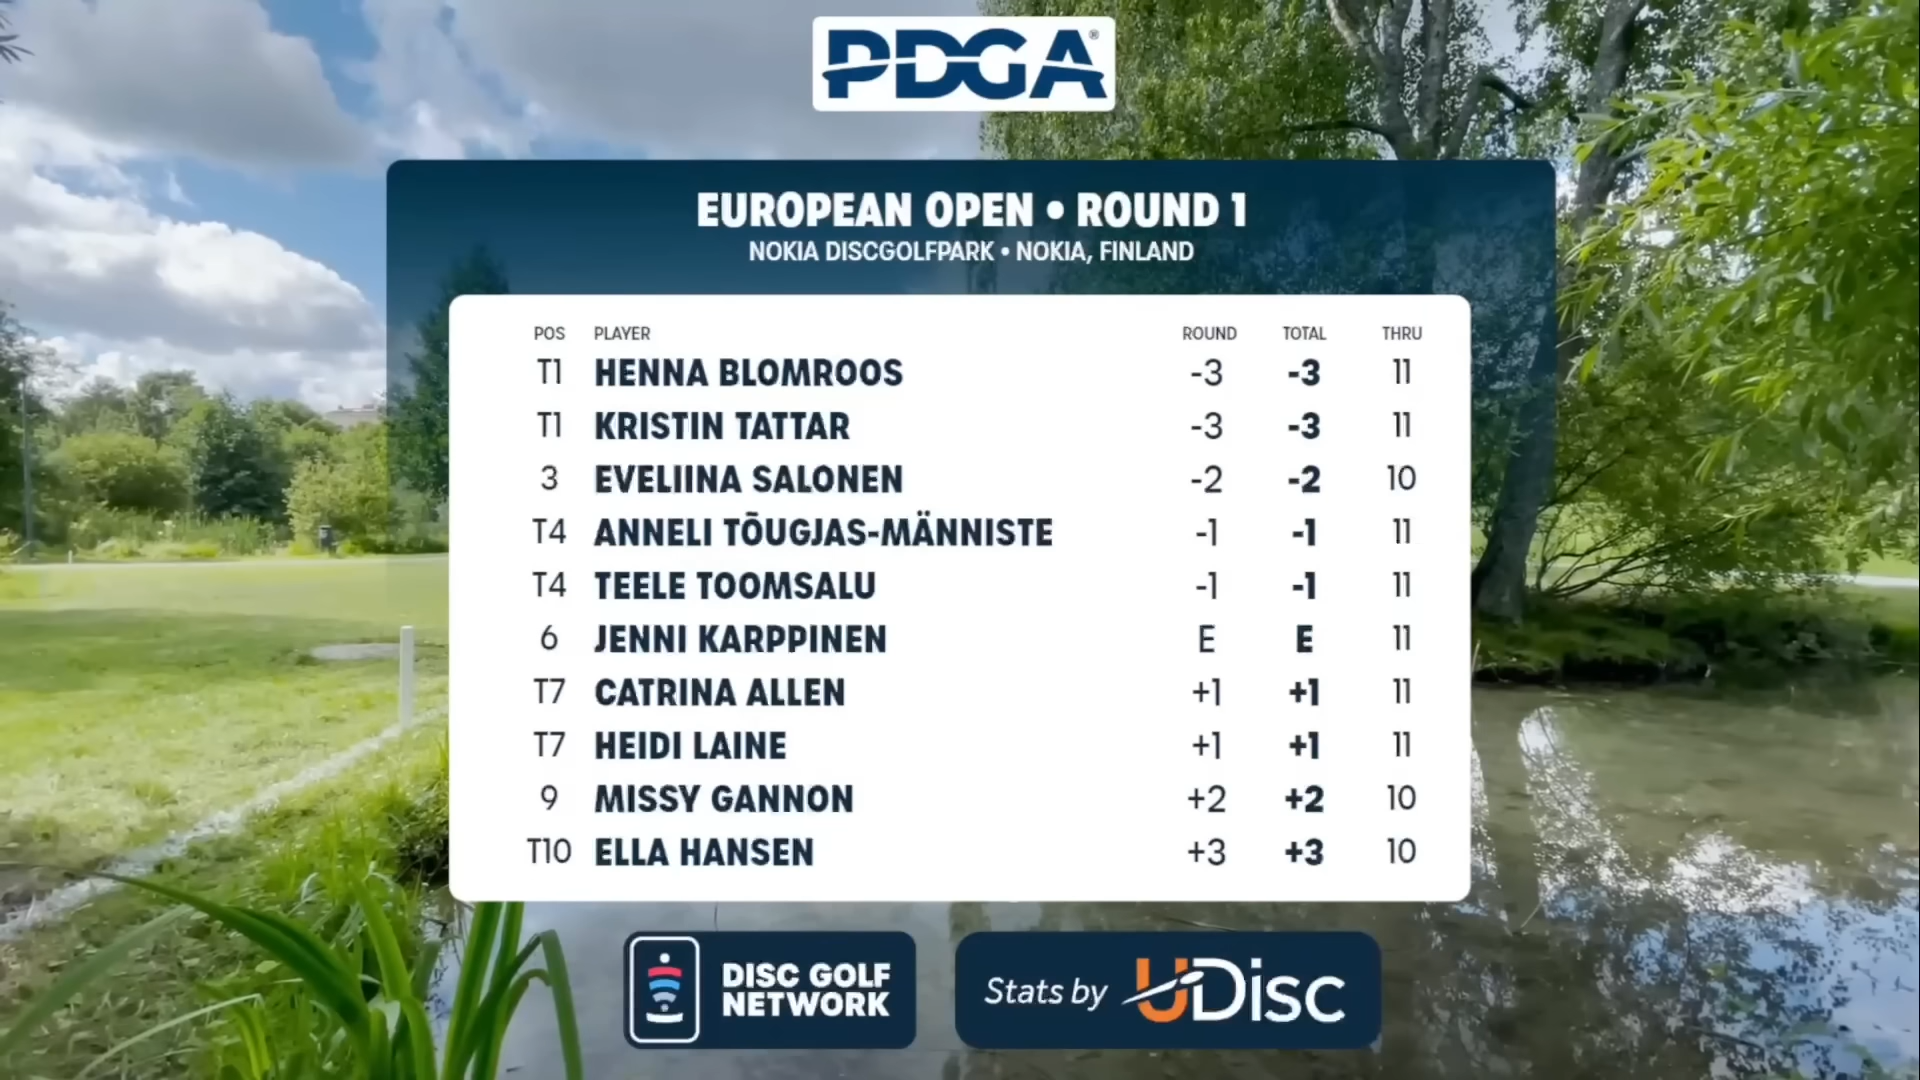 PDGA®
EUROPEAN OPEN • ROUND 1
NOKIA DISCGOLFPARK • NOKIA, FINLAND
POS PLAYER ROUND TOTAL THRU
T1 HENNA BLOMROOS -3 -3 11
T1 KRISTIN TATTAR -3 -3 11
3 EVELIINA SALONEN -2 -2 10
T4 ANNELI TÕUGJAS-MÄNNISTE -1 -1 11
T4 TEELE TOOMSALU -1 -1 11
6 JENNI KARPPINEN E E 11
T7 CATRINA ALLEN +1 +1 11
T7 HEIDI LAINE +1 +1 11
9 MISSY GANNON +2 +2 10
T10 ELLA HANSEN +3 +3 10
DISC GOLF
NETWORK
Stats by UDisc